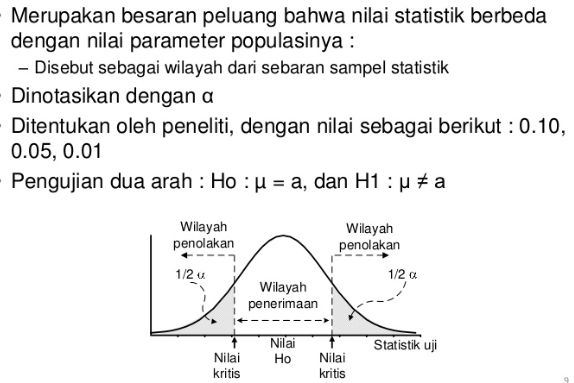 • Merupakan besaran peluang bahwa nilai statistik berbeda
dengan nilai parameter populasinya :
– Disebut sebagai wilayah dari sebaran sampel statistik
• Dinotasikan dengan α
• Ditentukan oleh peneliti, dengan nilai sebagai berikut : 0.10,
0.05, 0.01
• Pengujian dua arah : Ho : µ = a, dan H1 : µ ≠ a
Wilayah
penolakan
Wilayah
penolakan
1/2 α
1/2 α
Wilayah
penerimaan
Nilai
Ho
Statistik uji
Nilai
kritis
Nilai
kritis
9